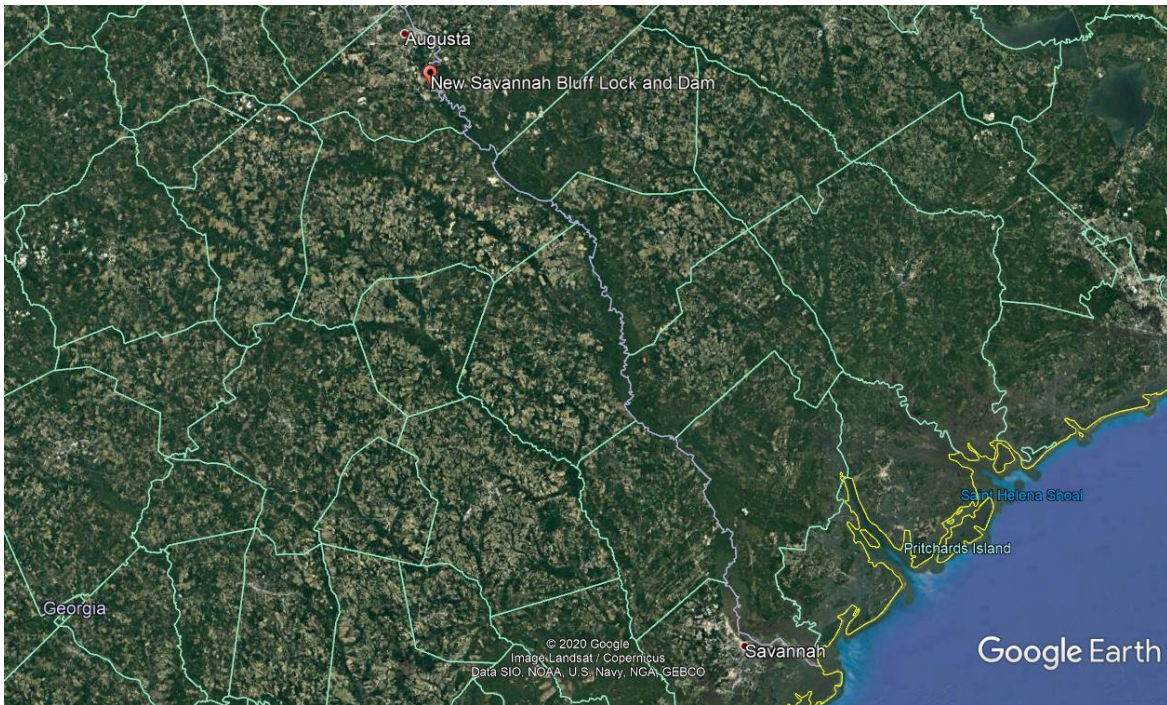 Augusta
New Savannah Bluff Lock and Dam
Saint Helena Shoal
Pritchards Island
Georgia
© 2020 Google
Image Landsat / Copernicus
Data SIO, NOAA, U.S. Navy, NGA, GEBCO
Savannah
Google Earth